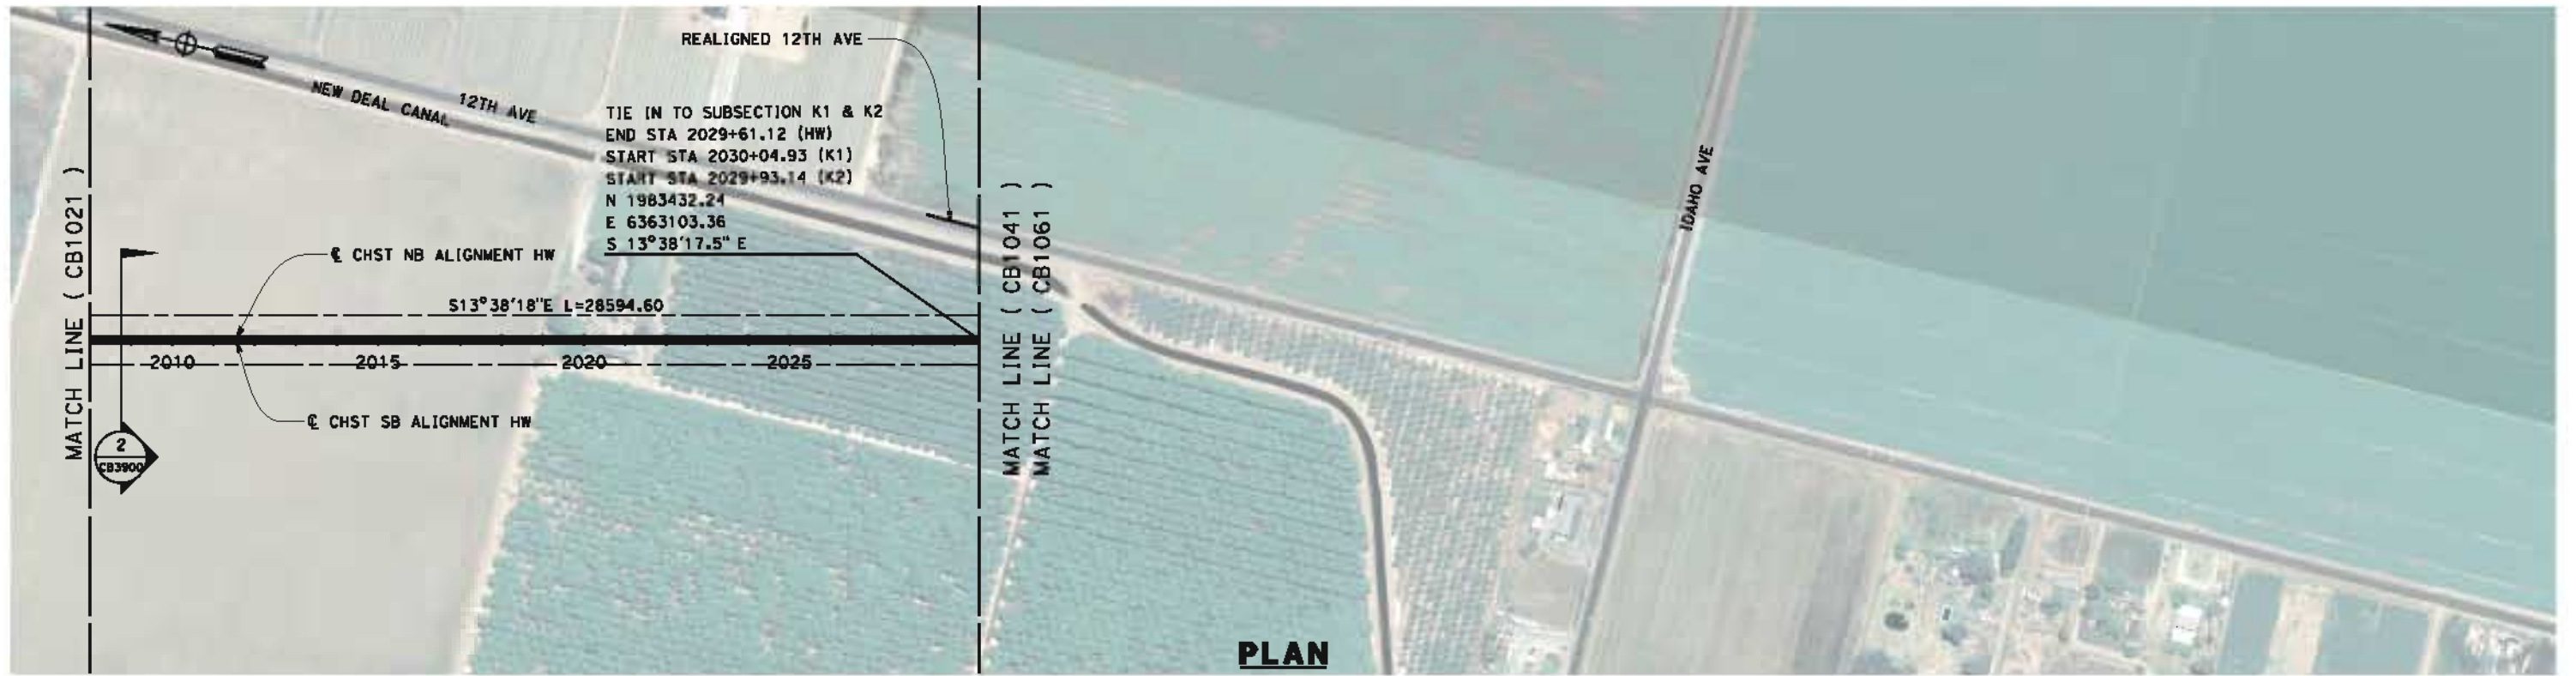 REALIGNED 12TH AVE
NEW DEAL CANAL
12TH AVE
TIE IN TO SUBSECTION K1 & K2
END STA 2029+61.12 (HW)
START STA 2030+04.93 (K1)
START STA 2029+93.14 (K2)
N 1983432.24
E 6363103.36
S 13°38'17.5" E
MATCH LINE ( CB1021 )
℄ CHST NB ALIGNMENT HW
S13°38'18"E L=28594.60
2010
2015
2020
2025
℄ CHST SB ALIGNMENT HW
2
CB3900
MATCH LINE ( CB1041 )
MATCH LINE ( CB1061 )
IDAHO AVE
PLAN